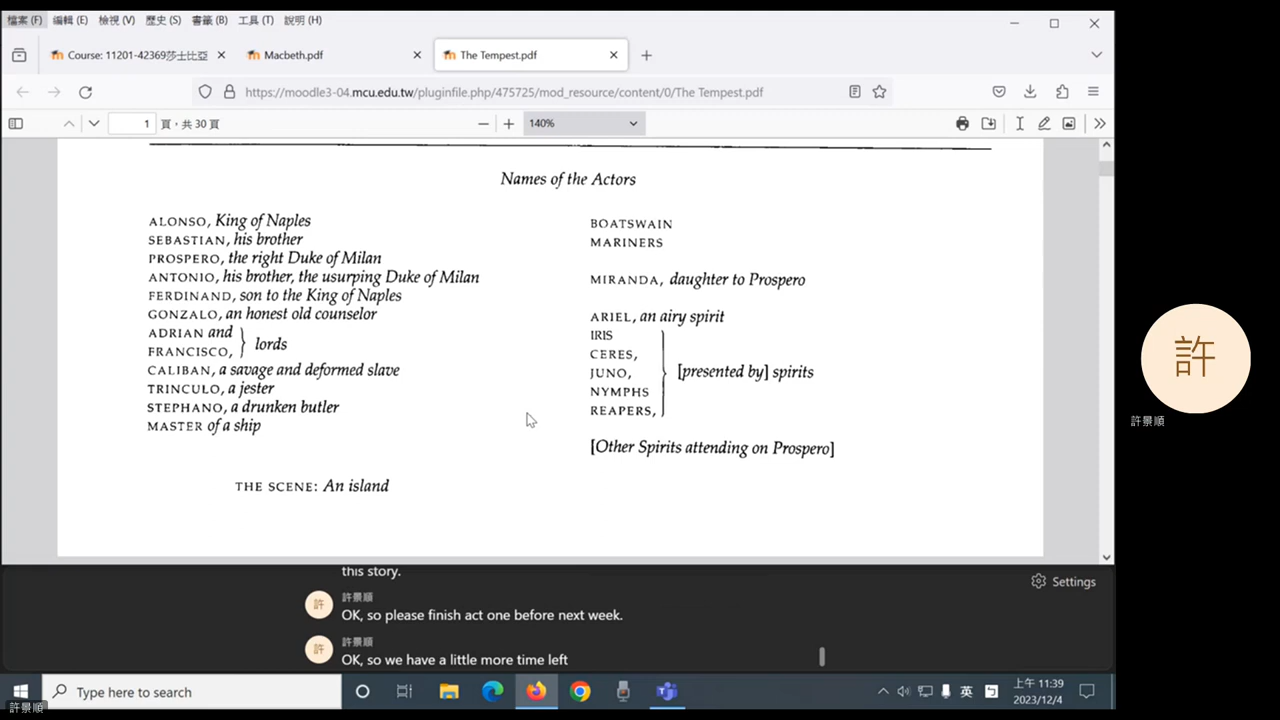 檔案 (F) 編輯 (E) 檢視 (V) 歷史 (S) 書籤 (B) 工具 (T) 說明 (H)
Course: 11201-42369莎士比亞
Macbeth.pdf
The Tempest.pdf
https://moodle3-04.mcu.edu.tw/pluginfile.php/475725/mod_resource/content/0/The Tempest.pdf
1 頁，共 30 頁
140%
Names of the Actors
ALONSO, King of Naples
SEBASTIAN, his brother
PROSPERO, the right Duke of Milan
ANTONIO, his brother, the usurping Duke of Milan
FERDINAND, son to the King of Naples
GONZALO, an honest old counselor
ADRIAN and
FRANCISCO,
lords
CALIBAN, a savage and deformed slave
TRINCULO, a jester
STEPHANO, a drunken butler
MASTER of a ship
THE SCENE: An island
BOATSWAIN
MARINERS
MIRANDA, daughter to Prospero
ARIEL, an airy spirit
IRIS
CERES,
JUNO,
NYMPHS
REAPERS,
[presented by] spirits
[Other Spirits attending on Prospero]
許
許景順
this story.
Settings
許
許景順
OK, so please finish act one before next week.
許
許景順
OK, so we have a little more time left
Type here to search
英
上午 11:39
2023/12/4
許景順